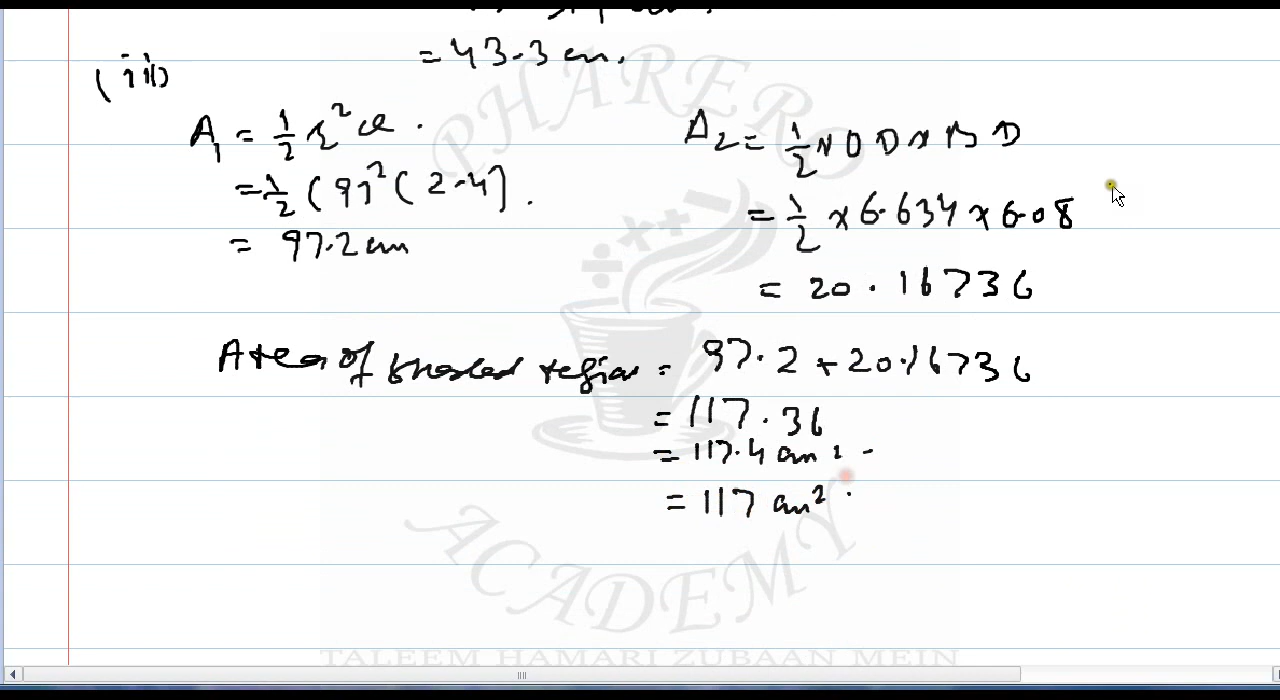 = 43.3 cm.
(iii)
A₁ = 1/2 r² θ.
= 1/2 (9)² (2.4).
= 97.2 cm
A₂ = 1/2 × OD × BD
= 1/2 × 6.634 × 6.08
= 20.16736
Area of shaded region = 97.2 + 20.16736
= 117.36
= 117.4 cm²
= 117 cm².
PHARERO
ACADEMY
TALEEM HAMARI ZUBAAN MEIN